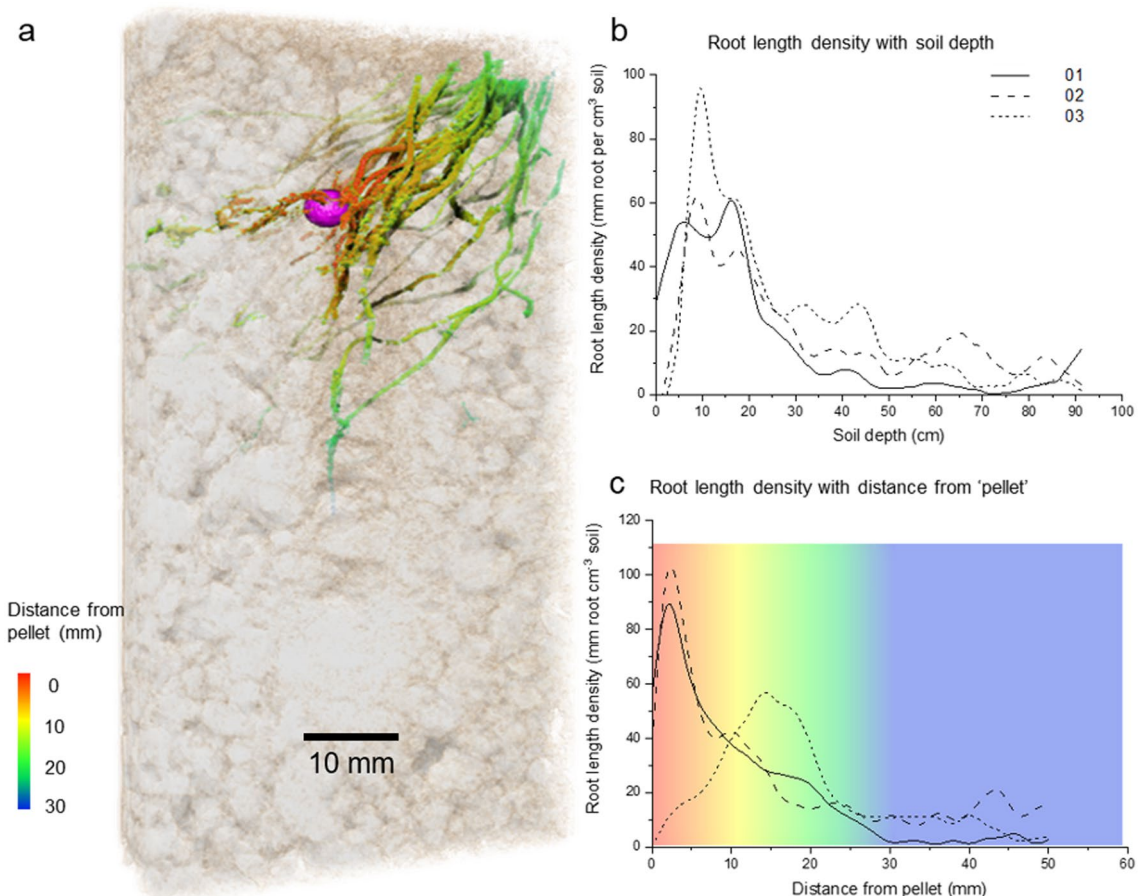 a
Distance from
pellet (mm)
0
10
20
30
10 mm
b
Root length density with soil depth
01
02
03
Root length density (mm root per cm³ soil)
100
80
60
40
20
0
0 10 20 30 40 50 60 70 80 90 100
Soil depth (cm)
c
Root length density with distance from ‘pellet’
Root length density (mm root cm⁻³ soil)
120
100
80
60
40
20
0
0 10 20 30 40 50 60
Distance from pellet (mm)